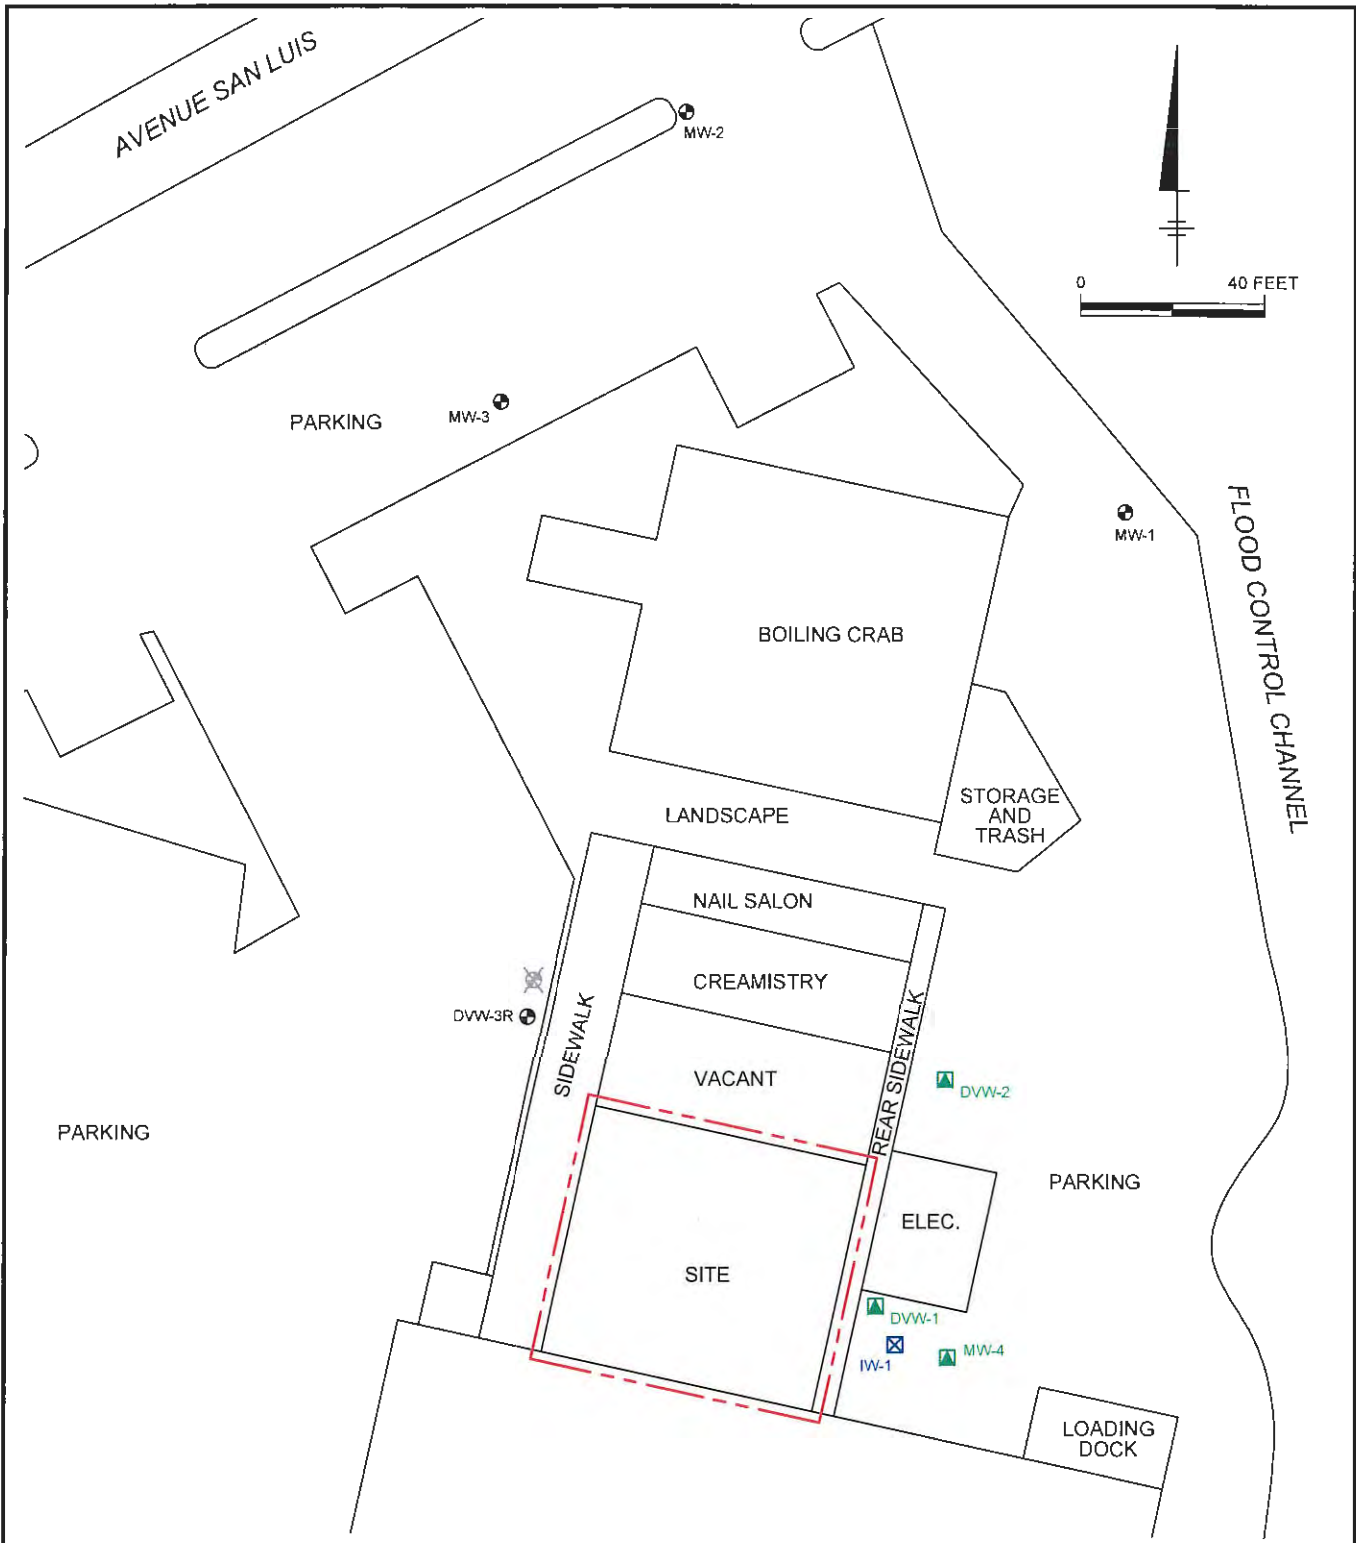 AVENUE SAN LUIS
MW-2
0 40 FEET
PARKING
MW-3
MW-1
FLOOD CONTROL CHANNEL
BOILING CRAB
STORAGE
AND
TRASH
LANDSCAPE
NAIL SALON
CREAMISTRY
DVW-3R
SIDEWALK
REAR SIDEWALK
VACANT
DVW-2
PARKING
PARKING
ELEC.
SITE
DVW-1
MW-4
IW-1
LOADING
DOCK